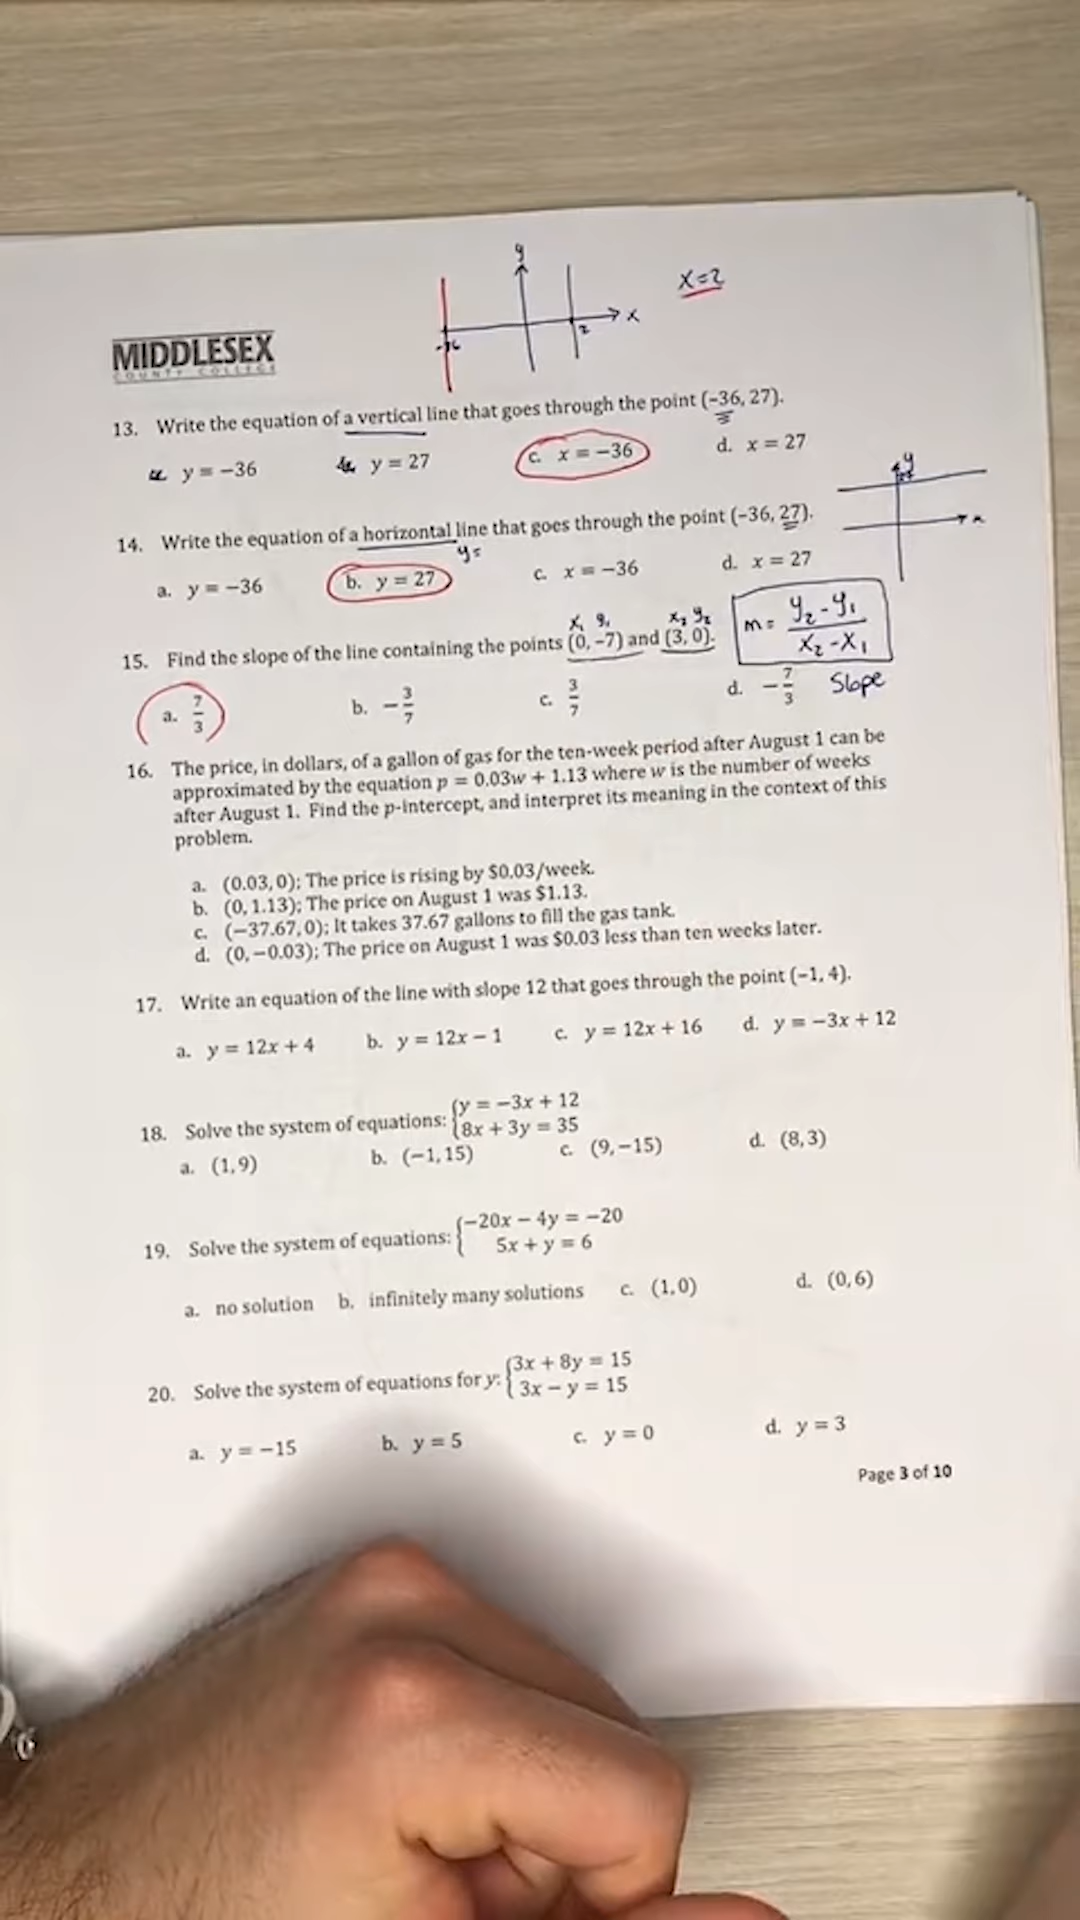 y
x=2
x
2
-36
MIDDLESEX
COUNTY COLLEGE
13. Write the equation of a vertical line that goes through the point (−36, 27).
y = −36 y = 27 c. x = −36 d. x = 27
y
27
x
14. Write the equation of a horizontal line that goes through the point (−36, 27).
y=
a. y = −36 b. y = 27 c. x = −36 d. x = 27
x₁ y₁ x₂ y₂
m = y₂-y₁ / x₂-x₁
15. Find the slope of the line containing the points (0, −7) and (3, 0).
a. 7/3 b. −3/7 c. 3/7 d. −7/3 Slope
16. The price, in dollars, of a gallon of gas for the ten-week period after August 1 can be
approximated by the equation p = 0.03w + 1.13 where w is the number of weeks
after August 1. Find the p-intercept, and interpret its meaning in the context of this
problem.
a. (0.03, 0); The price is rising by $0.03/week.
b. (0, 1.13); The price on August 1 was $1.13.
c. (−37.67, 0); It takes 37.67 gallons to fill the gas tank.
d. (0, −0.03); The price on August 1 was $0.03 less than ten weeks later.
17. Write an equation of the line with slope 12 that goes through the point (−1, 4).
a. y = 12x + 4 b. y = 12x − 1 c. y = 12x + 16 d. y = −3x + 12
18. Solve the system of equations: { y = −3x + 12
8x + 3y = 35
a. (1, 9) b. (−1, 15) c. (9, −15) d. (8, 3)
19. Solve the system of equations: { −20x − 4y = −20
5x + y = 6
a. no solution b. infinitely many solutions c. (1, 0) d. (0, 6)
20. Solve the system of equations for y: { 3x + 8y = 15
3x − y = 15
a. y = −15 b. y = 5 c. y = 0 d. y = 3
Page 3 of 10